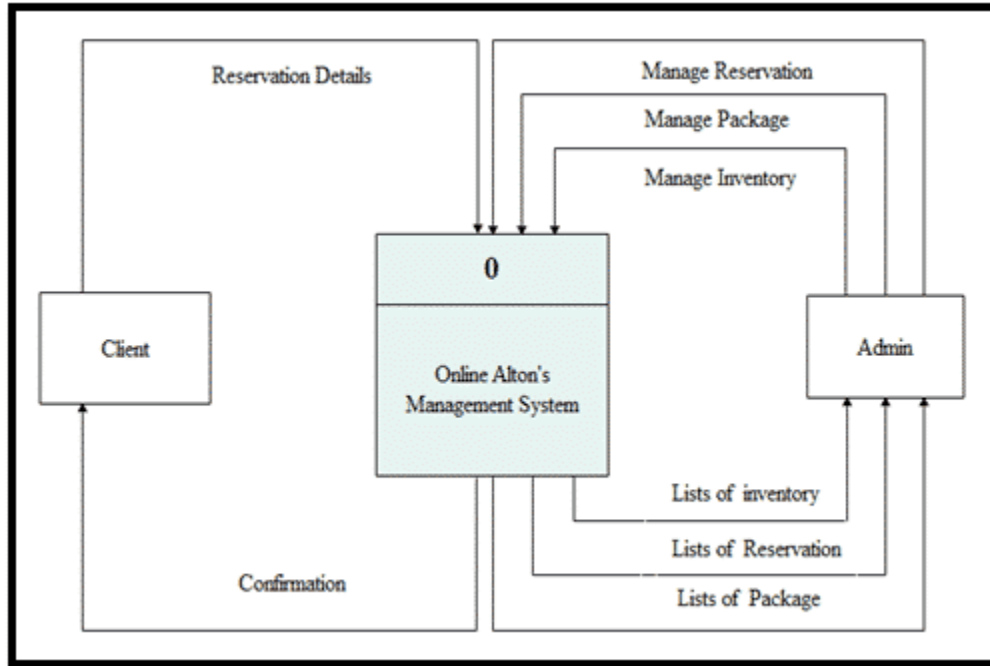 Reservation Details
Manage Reservation
Manage Package
Manage Inventory
0
Client
Online Alton's
Management System
Admin
Lists of inventory
Lists of Reservation
Confirmation
Lists of Package